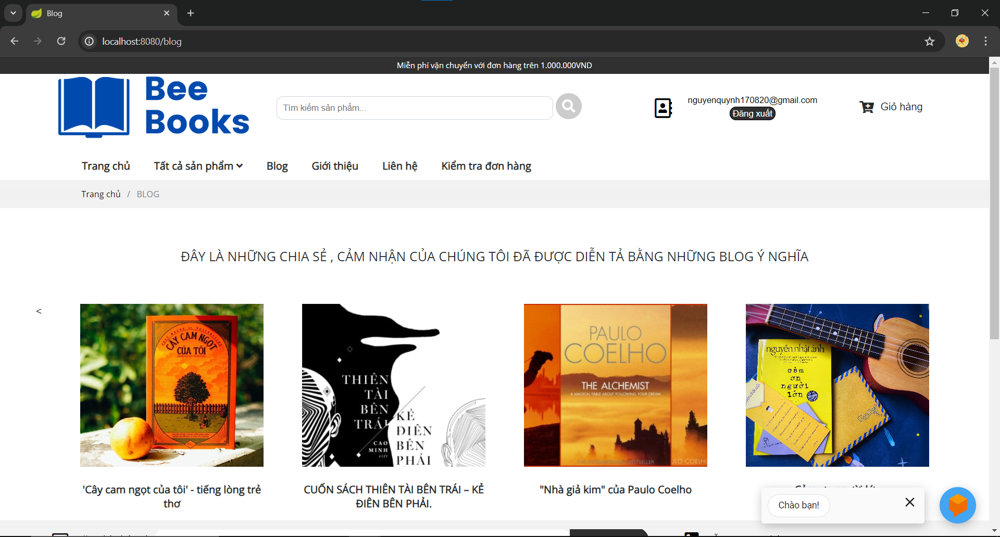 Blog
localhost:8080/blog
Miễn phí vận chuyển với đơn hàng trên 1.000.000VND
Bee
Books
Tìm kiếm sản phẩm...
nguyenquynh170820@gmail.com
Đăng xuất
Giỏ hàng
Trang chủ
Tất cả sản phẩm
Blog
Giới thiệu
Liên hệ
Kiểm tra đơn hàng
Trang chủ / BLOG
ĐÂY LÀ NHỮNG CHIA SẺ , CẢM NHẬN CỦA CHÚNG TÔI ĐÃ ĐƯỢC DIỄN TẢ BẰNG NHỮNG BLOG Ý NGHĨA
<
CÂY CAM NGỌT
CỦA TÔI
THIÊN
TÀI
BÊN
TRÁI
KẺ
ĐIÊN
BÊN
PHẢI
CAO
MINH
viết
PAULO
COELHO
THE ALCHEMIST
A MAGICAL FABLE ABOUT FOLLOWING YOUR DREAM
THE INTERNATIONAL BESTSELLER
nguyễn nhật ánh
cảm
ơn
người
lớn
'Cây cam ngọt của tôi' - tiếng lòng trẻ
thơ
CUỐN SÁCH THIÊN TÀI BÊN TRÁI – KẺ
ĐIÊN BÊN PHẢI.
"Nhà giả kim" của Paulo Coelho
Chào bạn!